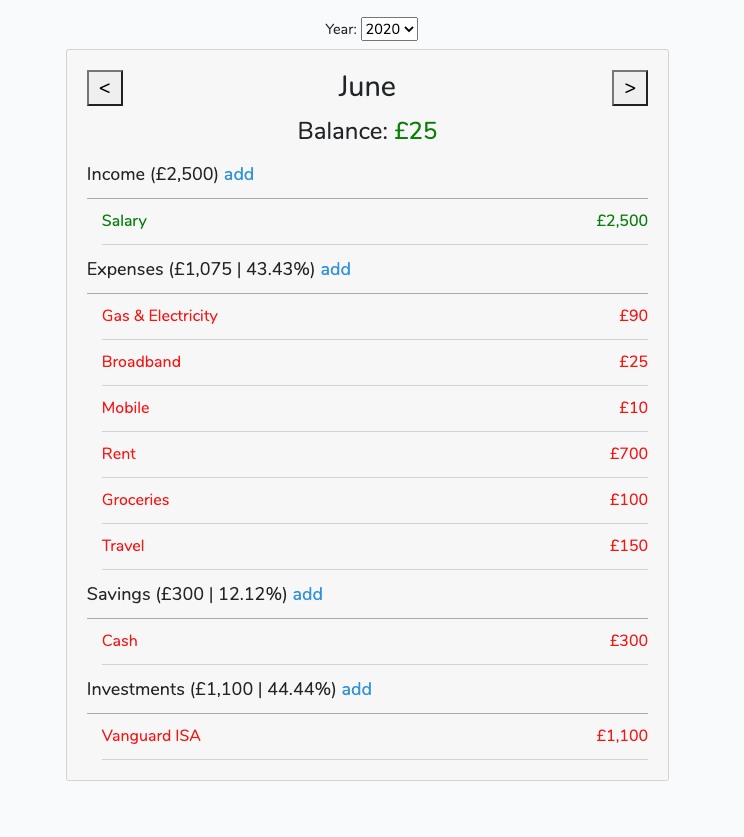 Year: 2020
< June >
Balance: £25
Income (£2,500) add
Salary £2,500
Expenses (£1,075 | 43.43%) add
Gas & Electricity £90
Broadband £25
Mobile £10
Rent £700
Groceries £100
Travel £150
Savings (£300 | 12.12%) add
Cash £300
Investments (£1,100 | 44.44%) add
Vanguard ISA £1,100